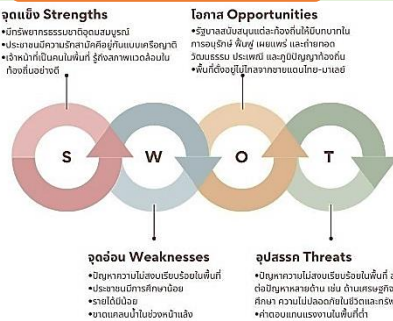 จุดแข็ง Strengths
•มีทรัพยากรธรรมชาติอุดมสมบูรณ์
•ประชาชนมีความรักสามัคคีอยู่กันแบบเครือญาติ
•เจ้าหน้าที่เป็นคนในพื้นที่ รู้ถึงสภาพแวดล้อมใน
ท้องถิ่นอย่างดี
โอกาส Opportunities
•รัฐบาลสนับสนุนแต่ละท้องถิ่นให้มีบทบาทใน
การอนุรักษ์ ฟื้นฟู เผยแพร่ และถ่ายทอด
วัฒนธรรม ประเพณี และภูมิปัญญาท้องถิ่น
•พื้นที่ตั้งอยู่ไม่ไกลจากชายแดนไทย-มาเลย์
S W O T
จุดอ่อน Weaknesses
•ปัญหาความไม่สงบเรียบร้อยในพื้นที่
•ประชาชนมีการศึกษาน้อย
•รายได้มีน้อย
•ขาดแคลนน้ำในช่วงหน้าแล้ง
อุปสรรค Threats
•ปัญหาความไม่สงบเรียบร้อยในพื้นที่
ต่อปัญหาหลายด้าน เช่น ด้านเศรษฐกิจ
ศึกษา ความไม่ปลอดภัยในชีวิตและทรัพ
•ค่าตอบแทนแรงงานในพื้นที่ต่ำ